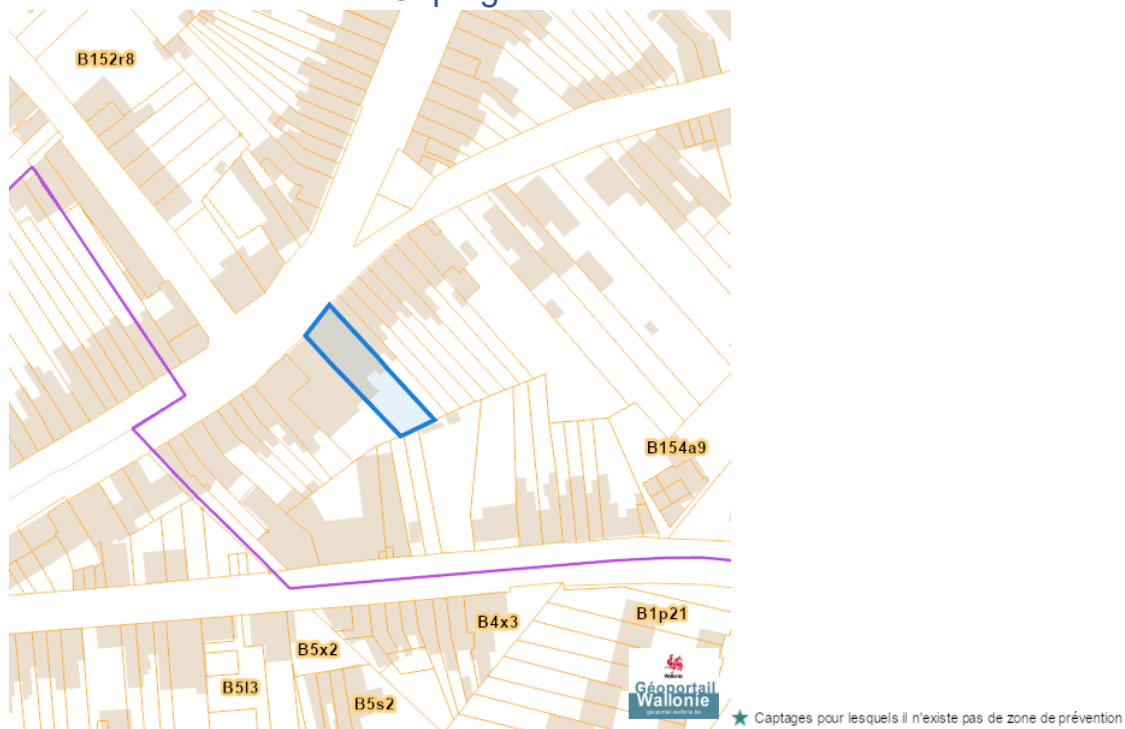 B152r8
B154a9
B4x3
B1p21
B5x2
B5l3
B5s2
Wallonie
Géoportail
Wallonie
geoportail.wallonie.be
Captages pour lesquels il n'existe pas de zone de prévention